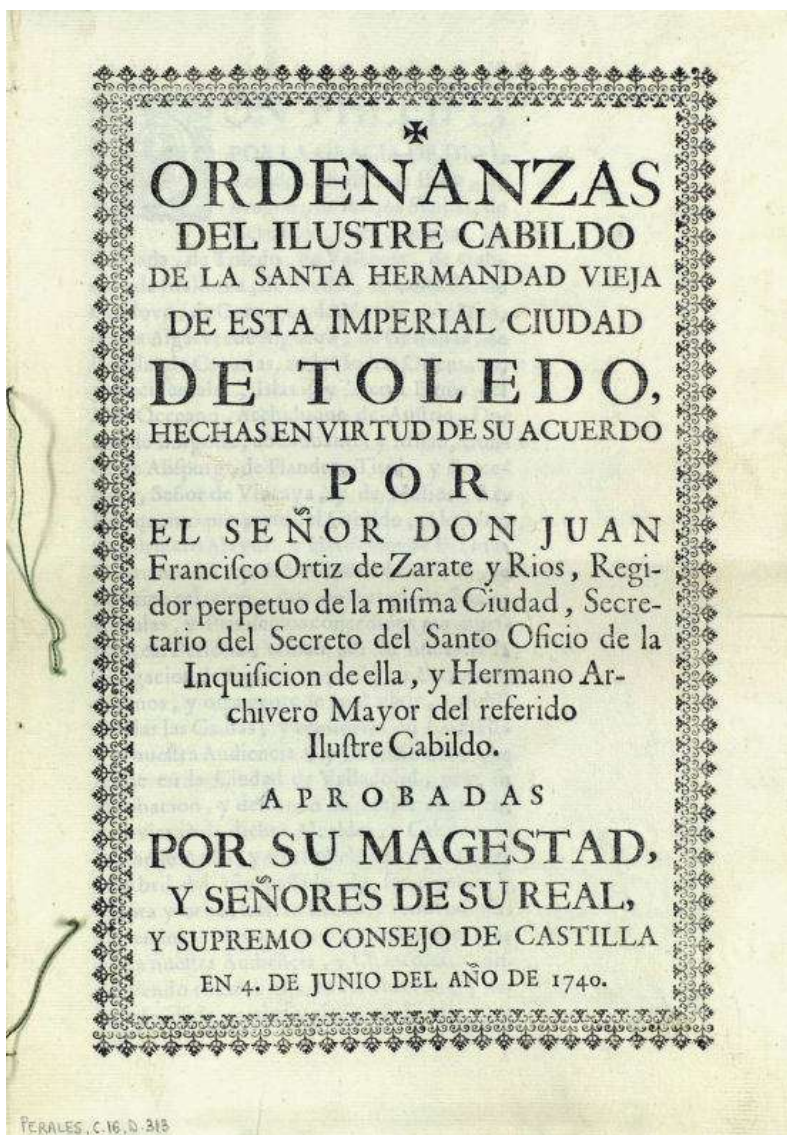 ✠
ORDENANZAS
DEL ILUSTRE CABILDO
DE LA SANTA HERMANDAD VIEJA
DE ESTA IMPERIAL CIUDAD
DE TOLEDO,
HECHAS EN VIRTUD DE SU ACUERDO
POR
EL SEÑOR DON JUAN
Franciſco Ortiz de Zarate y Rios, Regi-
dor perpetuo de la miſma Ciudad, Secre-
tario del Secreto del Santo Oficio de la
Inquiſicion de ella, y Hermano Ar-
chivero Mayor del referido
Iluſtre Cabildo.
APROBADAS
POR SU MAGESTAD,
Y SEÑORES DE SU REAL,
Y SUPREMO CONSEJO DE CASTILLA
EN 4. DE JUNIO DEL AÑO DE 1740.
PERALES, C.16, D.313